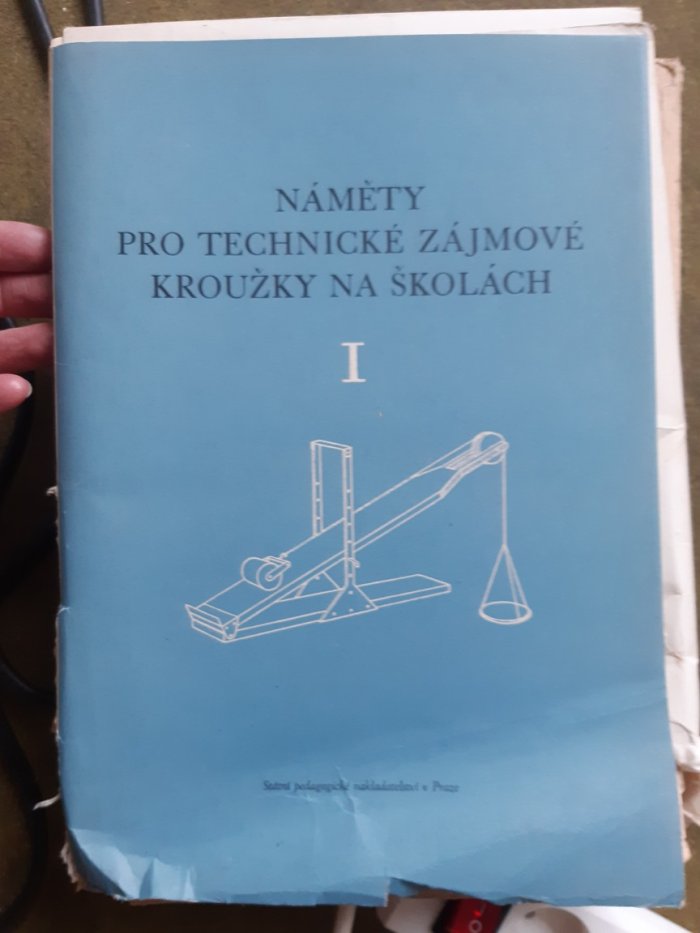 NÁMĚTY
PRO TECHNICKÉ ZÁJMOVÉ
KROUŽKY NA ŠKOLÁCH
I
Státní pedagogické nakladatelství v Praze